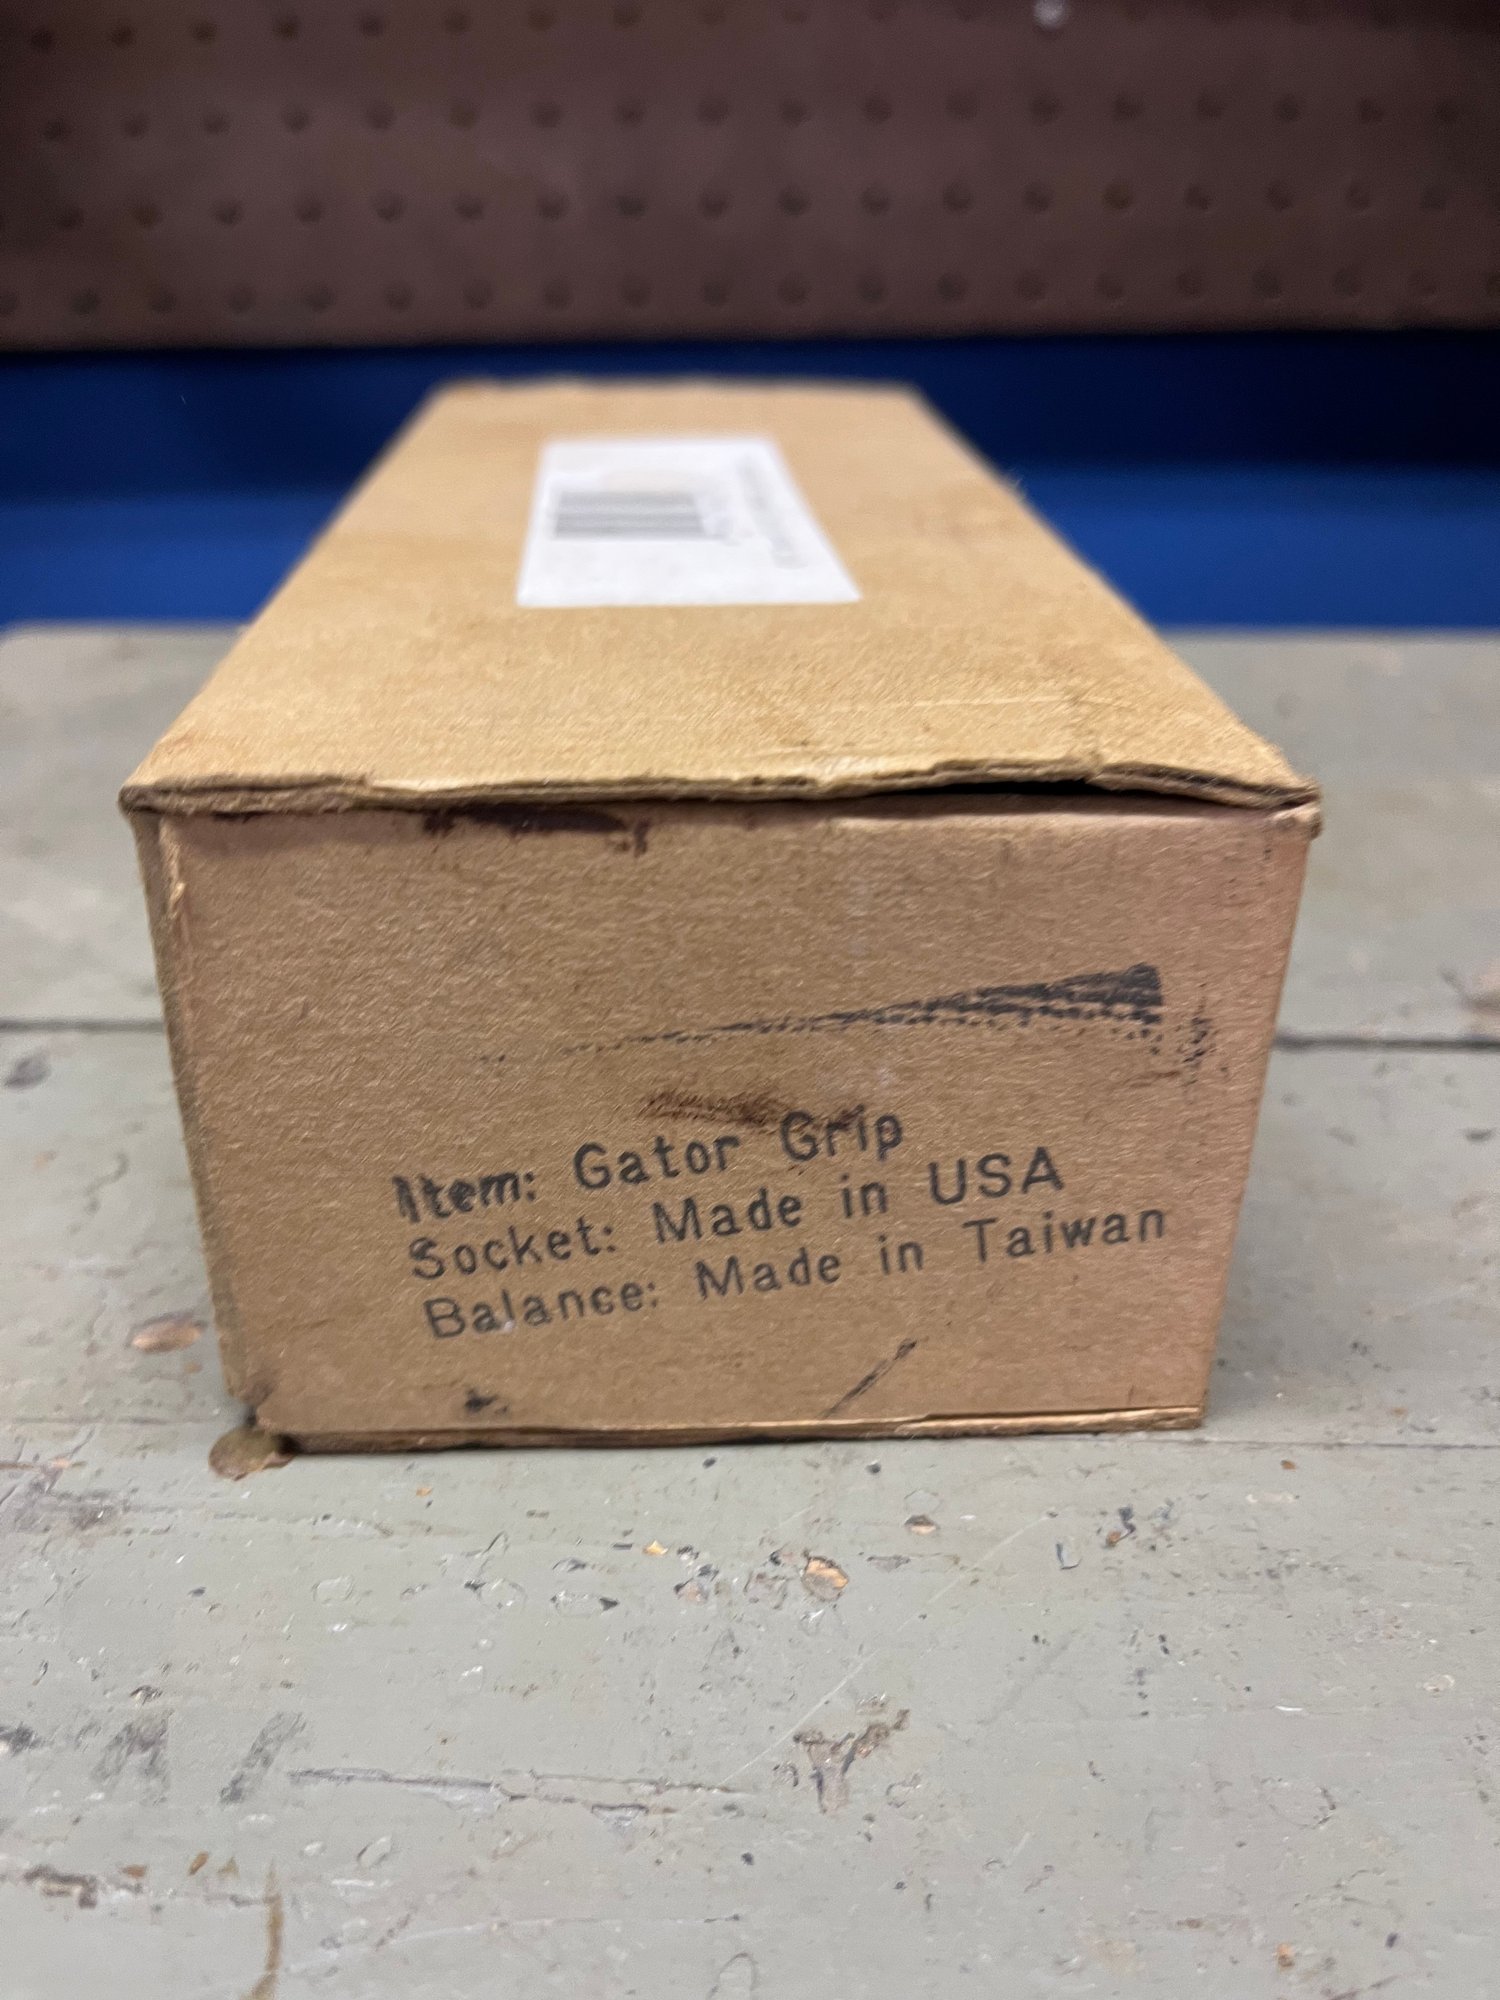 Item: Gator Grip
Socket: Made in USA
Balance: Made in Taiwan